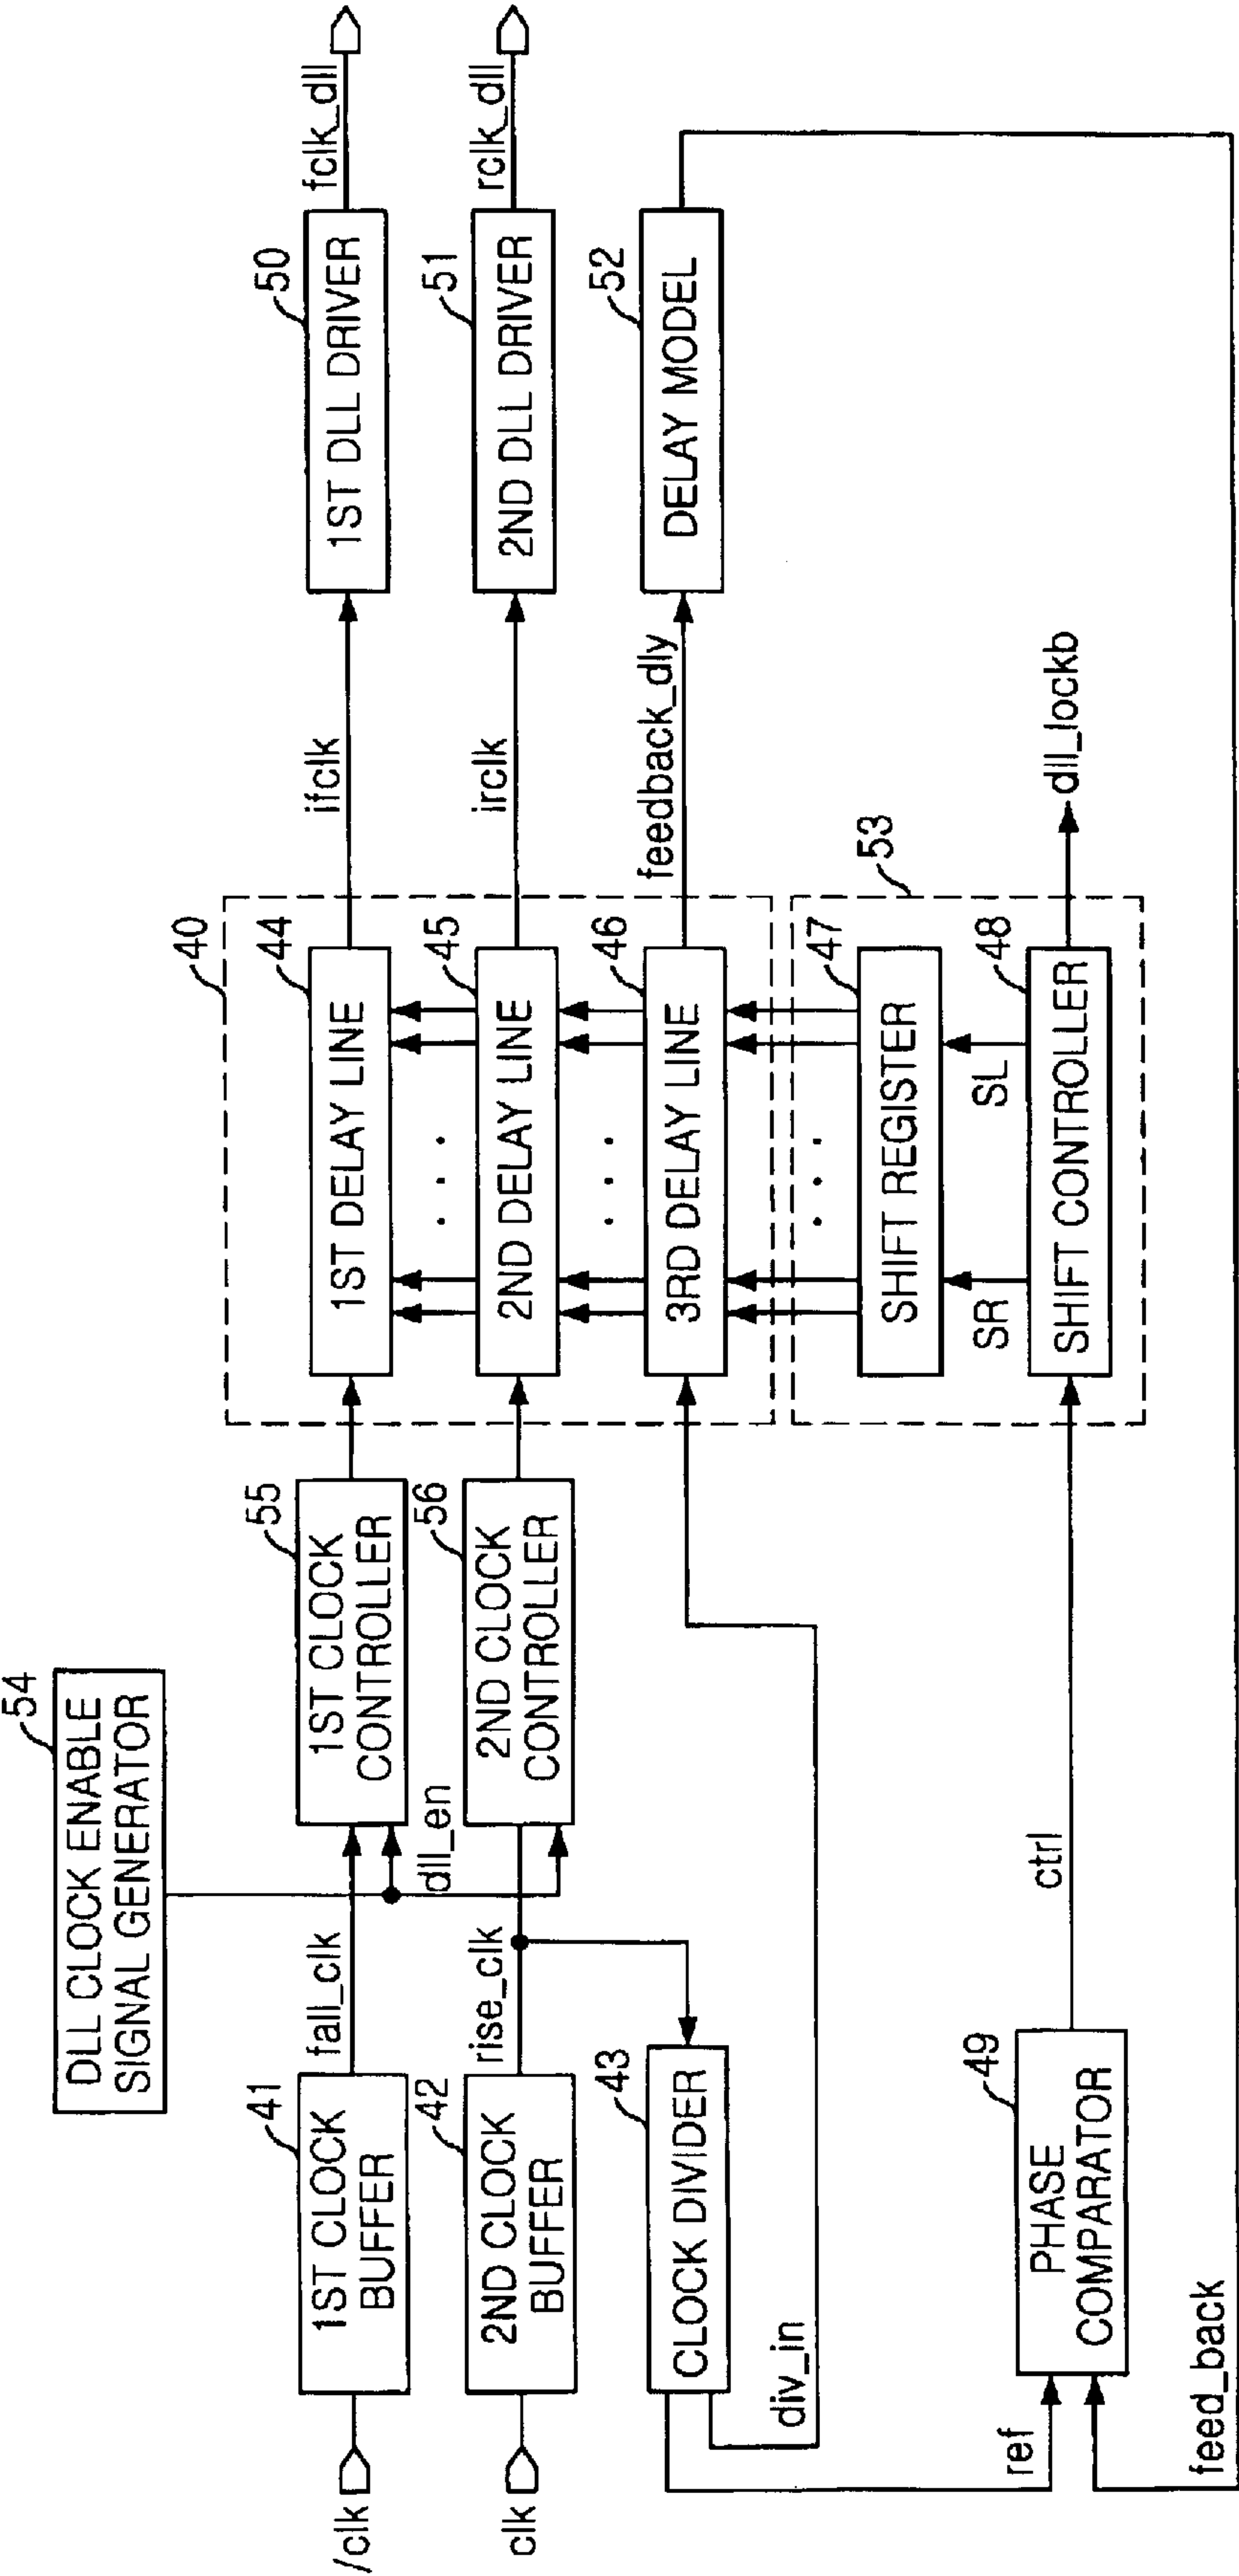 54
DLL CLOCK ENABLE
SIGNAL GENERATOR
/clk
41
1ST CLOCK
BUFFER
fall_clk
55
1ST CLOCK
CONTROLLER
dll_en
40
44
1ST DELAY LINE
ifclk
50
1ST DLL DRIVER
fclk_dll
clk
42
2ND CLOCK
BUFFER
rise_clk
56
2ND CLOCK
CONTROLLER
. . .
45
2ND DELAY LINE
irclk
51
2ND DLL DRIVER
rclk_dll
43
CLOCK DIVIDER
div_in
. . .
46
3RD DELAY LINE
feedback_dly
52
DELAY MODEL
. . .
53
47
SHIFT REGISTER
SR
SL
ref
49
PHASE
COMPARATOR
ctrl
48
SHIFT CONTROLLER
dll_lockb
feed_back